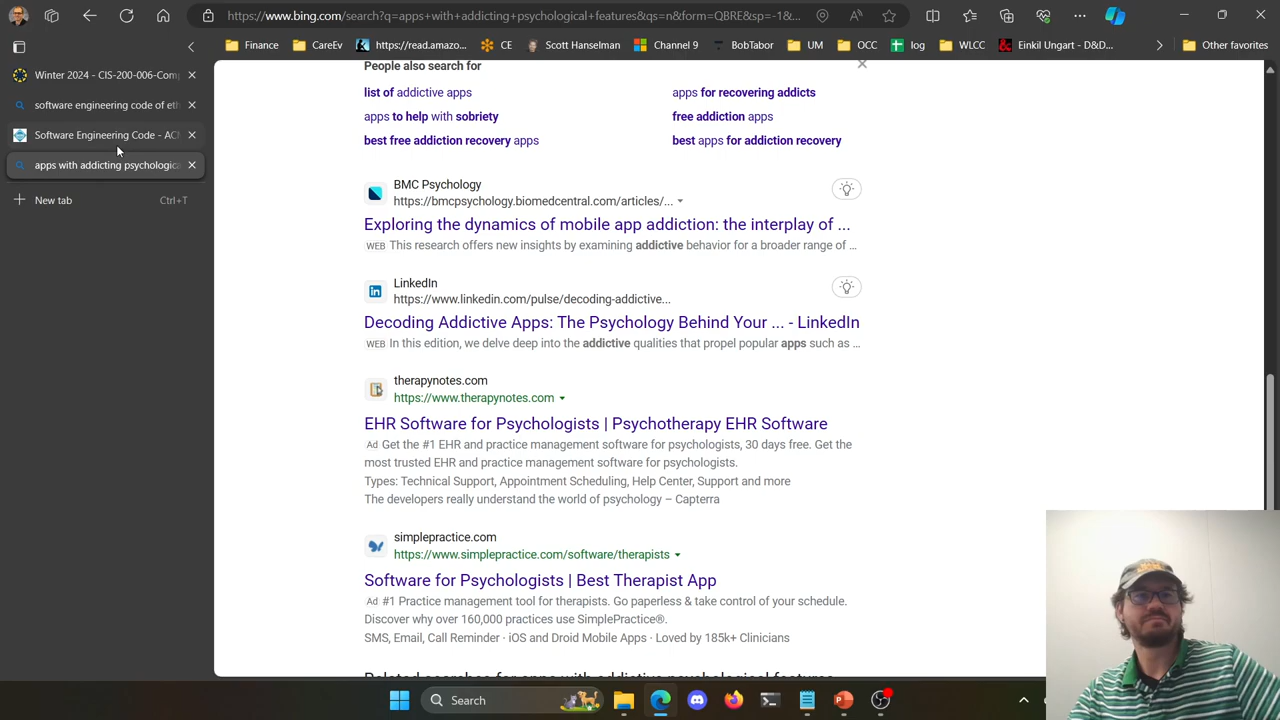 https://www.bing.com/search?q=apps+with+addicting+psychological+features&qs=n&form=QBRE&sp=-1&...
Finance
CareEv
https://read.amazo...
CE
Scott Hanselman
Channel 9
BobTabor
UM
OCC
log
WLCC
Einkil Ungart - D&D...
Other favorites
Winter 2024 - CIS-200-006-Com
software engineering code of eth
Software Engineering Code - ACM
apps with addicting psychologica
New tab
Ctrl+T
People also search for
list of addictive apps
apps for recovering addicts
apps to help with sobriety
free addiction apps
best free addiction recovery apps
best apps for addiction recovery
BMC Psychology
https://bmcpsychology.biomedcentral.com/articles/...
Exploring the dynamics of mobile app addiction: the interplay of ...
WEB This research offers new insights by examining addictive behavior for a broader range of ...
LinkedIn
https://www.linkedin.com/pulse/decoding-addictive...
Decoding Addictive Apps: The Psychology Behind Your ... - LinkedIn
WEB In this edition, we delve deep into the addictive qualities that propel popular apps such as ...
therapynotes.com
https://www.therapynotes.com
EHR Software for Psychologists | Psychotherapy EHR Software
Ad Get the #1 EHR and practice management software for psychologists, 30 days free. Get the
most trusted EHR and practice management software for psychologists.
Types: Technical Support, Appointment Scheduling, Help Center, Support and more
The developers really understand the world of psychology – Capterra
simplepractice.com
https://www.simplepractice.com/software/therapists
Software for Psychologists | Best Therapist App
Ad #1 Practice management tool for therapists. Go paperless & take control of your schedule.
Discover why over 160,000 practices use SimplePractice®.
SMS, Email, Call Reminder · iOS and Droid Mobile Apps · Loved by 185k+ Clinicians
Related searches for apps with addictive psychological features
Search